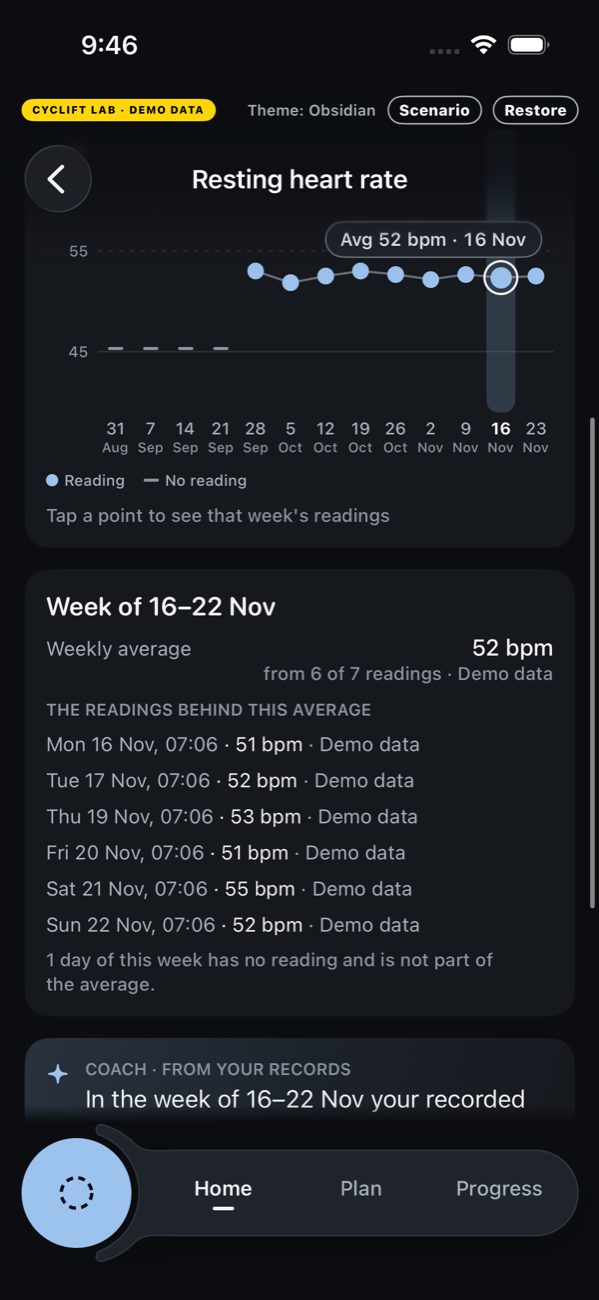 9:46
CYCLIFT LAB · DEMO DATA
Theme: Obsidian
Scenario
Restore
Resting heart rate
Avg 52 bpm · 16 Nov
55
45
31 7 14 21 28 5 12 19 26 2 9 16 23
Aug Sep Sep Sep Sep Oct Oct Oct Oct Nov Nov Nov Nov
Reading
No reading
Tap a point to see that week's readings
Week of 16–22 Nov
Weekly average 52 bpm
from 6 of 7 readings · Demo data
THE READINGS BEHIND THIS AVERAGE
Mon 16 Nov, 07:06 · 51 bpm · Demo data
Tue 17 Nov, 07:06 · 52 bpm · Demo data
Thu 19 Nov, 07:06 · 53 bpm · Demo data
Fri 20 Nov, 07:06 · 51 bpm · Demo data
Sat 21 Nov, 07:06 · 55 bpm · Demo data
Sun 22 Nov, 07:06 · 52 bpm · Demo data
1 day of this week has no reading and is not part of
the average.
COACH · FROM YOUR RECORDS
In the week of 16–22 Nov your recorded
Home
Plan
Progress